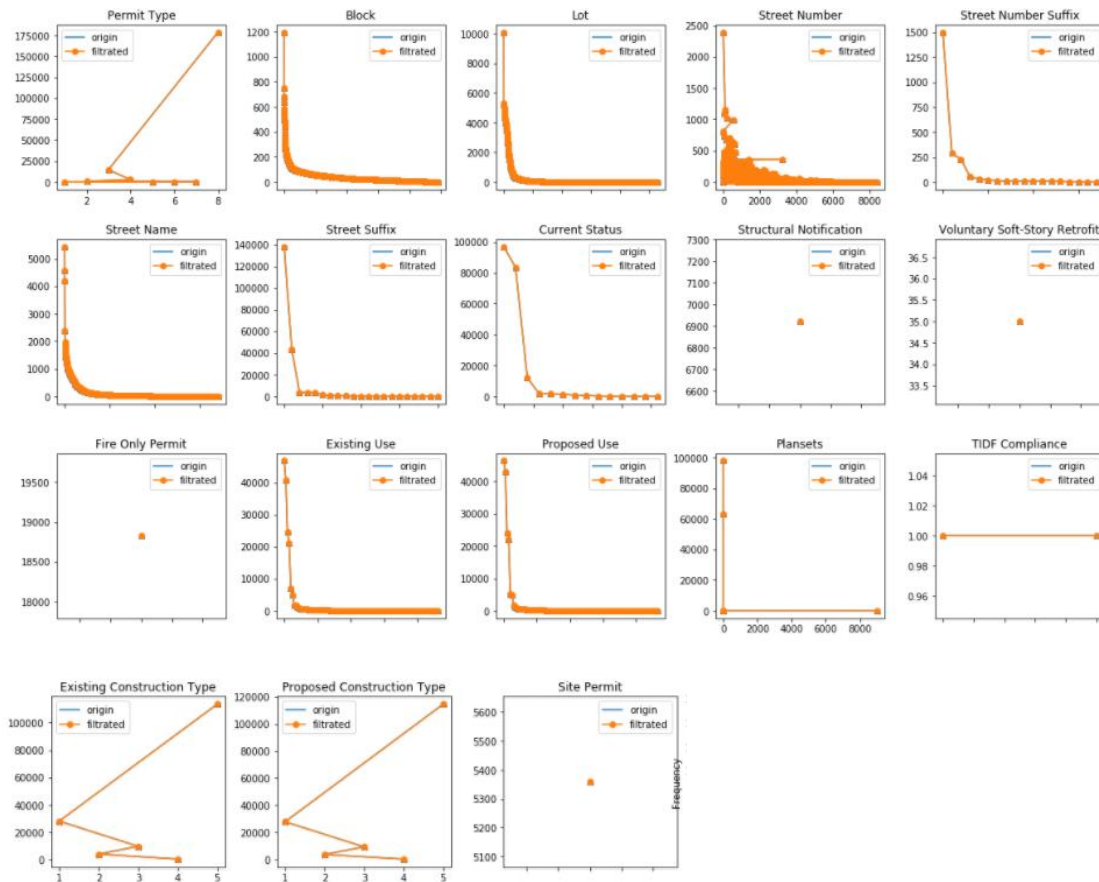 Permit Type
175000
150000
125000
100000
75000
50000
25000
0
2 4 6 8
origin
filtrated
Block
1200
1000
800
600
400
200
0
origin
filtrated
Lot
10000
8000
6000
4000
2000
0
origin
filtrated
Street Number
2500
2000
1500
1000
500
0
0 2000 4000 6000 8000
origin
filtrated
Street Number Suffix
1500
1250
1000
750
500
250
0
origin
filtrated
Street Name
5000
4000
3000
2000
1000
0
origin
filtrated
Street Suffix
140000
120000
100000
80000
60000
40000
20000
0
origin
filtrated
Current Status
100000
80000
60000
40000
20000
0
origin
filtrated
Structural Notification
7300
7200
7100
7000
6900
6800
6700
6600
origin
filtrated
Voluntary Soft-Story Retrofit
36.5
36.0
35.5
35.0
34.5
34.0
33.5
origin
filtrated
Fire Only Permit
19500
19000
18500
18000
origin
filtrated
Existing Use
40000
30000
20000
10000
0
origin
filtrated
Proposed Use
40000
30000
20000
10000
0
origin
filtrated
Plansets
100000
80000
60000
40000
20000
0
0 2000 4000 6000 8000
origin
filtrated
TIDF Compliance
1.04
1.02
1.00
0.98
0.96
origin
filtrated
Existing Construction Type
100000
80000
60000
40000
20000
0
1 2 3 4 5
origin
filtrated
Proposed Construction Type
120000
100000
80000
60000
40000
20000
0
1 2 3 4 5
origin
filtrated
Site Permit
5600
5500
5400
5300
5200
5100
origin
filtrated
Frequency